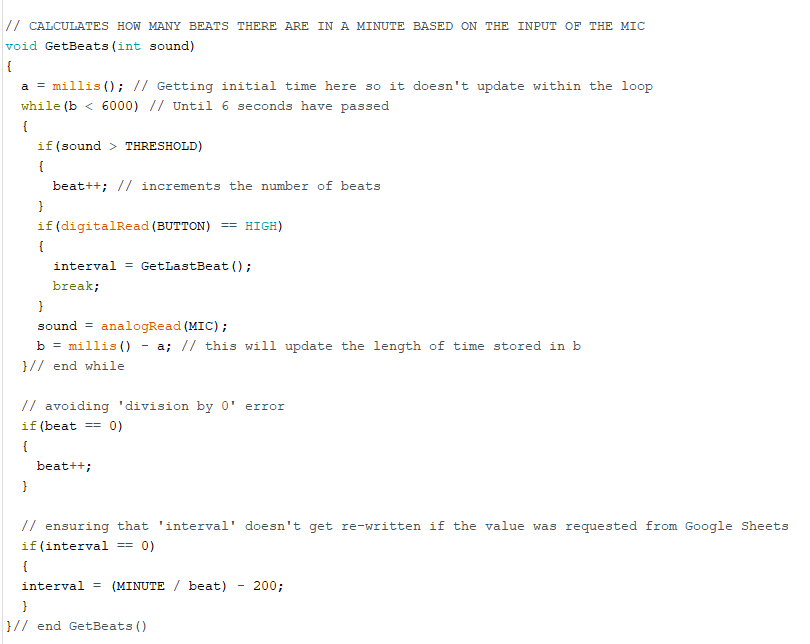 // CALCULATES HOW MANY BEATS THERE ARE IN A MINUTE BASED ON THE INPUT OF THE MIC
void GetBeats(int sound)
{
  a = millis(); // Getting initial time here so it doesn't update within the loop
  while(b < 6000) // Until 6 seconds have passed
  {
    if(sound > THRESHOLD)
    {
      beat++; // increments the number of beats
    }
    if(digitalRead(BUTTON) == HIGH)
    {
      interval = GetLastBeat();
      break;
    }
    sound = analogRead(MIC);
    b = millis() - a; // this will update the length of time stored in b
  }// end while

  // avoiding 'division by 0' error
  if(beat == 0)
  {
    beat++;
  }

  // ensuring that 'interval' doesn't get re-written if the value was requested from Google Sheets
  if(interval == 0)
  {
  interval = (MINUTE / beat) - 200;
  }
}// end GetBeats()